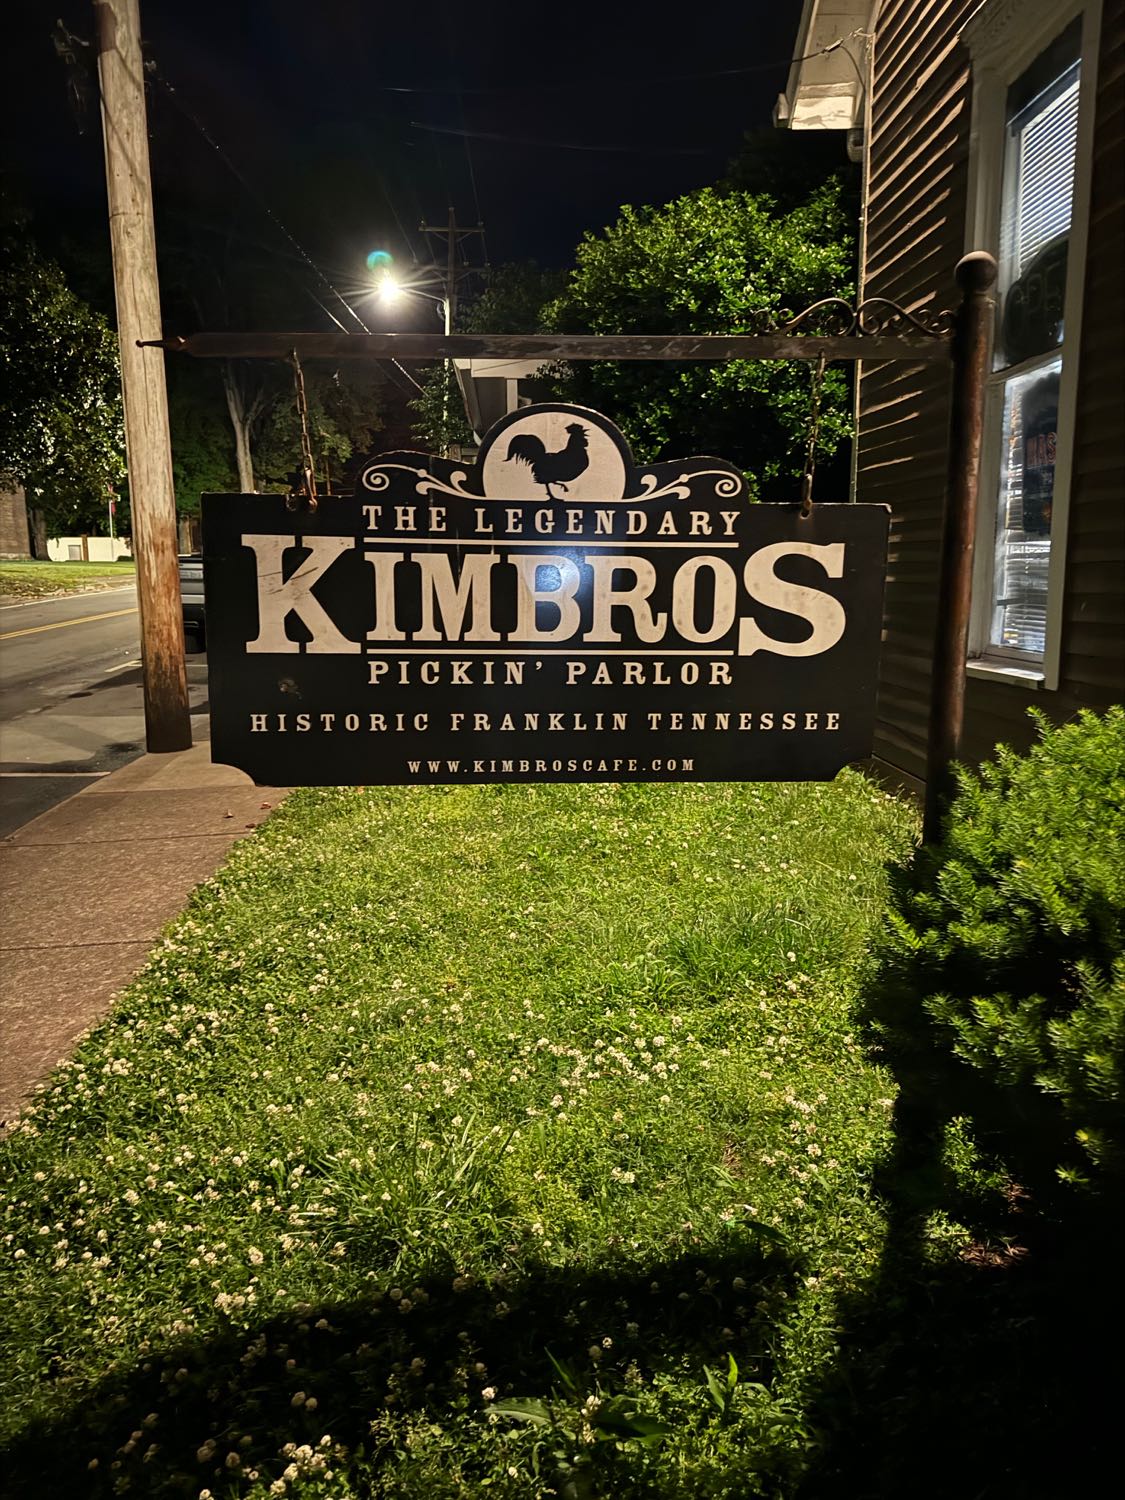 THE LEGENDARY
KIMBROS
PICKIN' PARLOR
HISTORIC FRANKLIN TENNESSEE
WWW.KIMBROSCAFE.COM